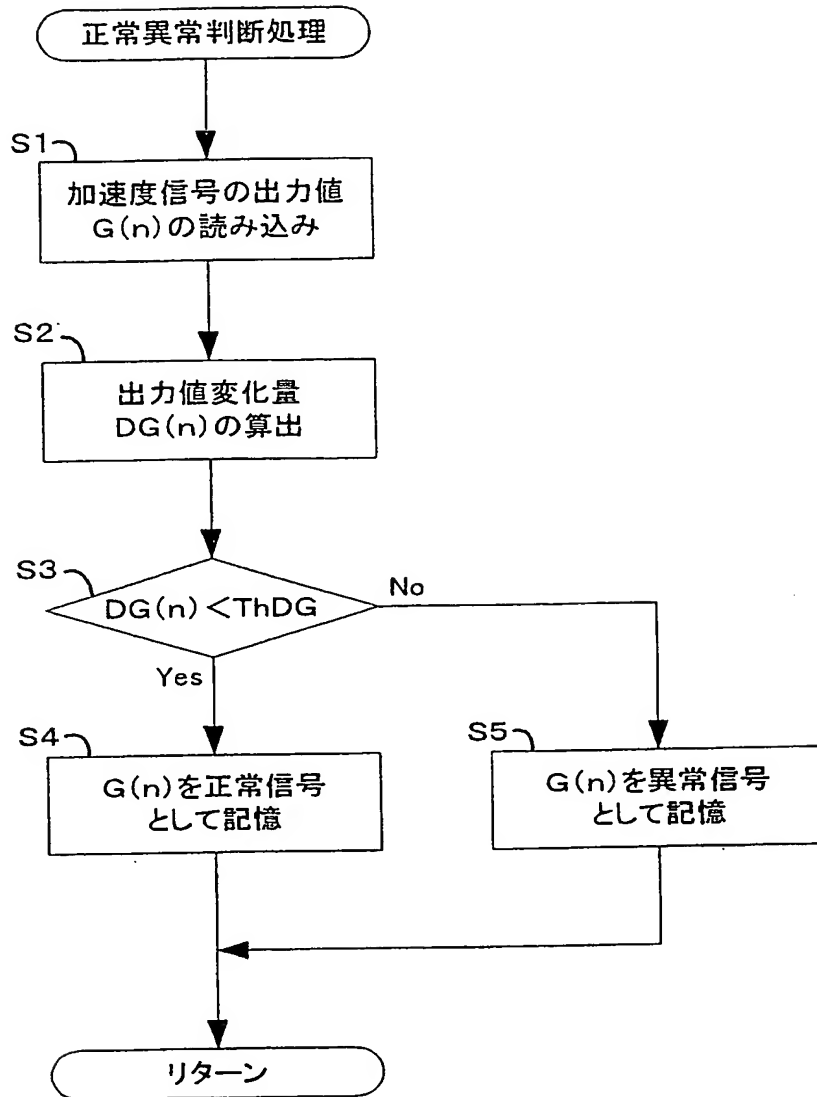 正常異常判断処理
S1
加速度信号の出力値
G(n)の読み込み
S2
出力値変化量
DG(n)の算出
S3
DG(n)<ThDG
No
Yes
S4
G(n)を正常信号
として記憶
S5
G(n)を異常信号
として記憶
リターン